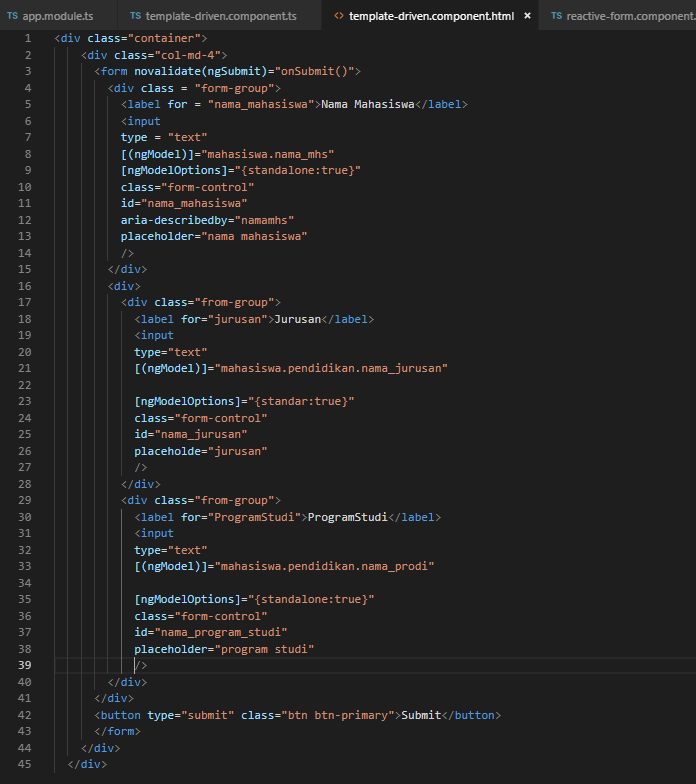 TS app.module.ts TS template-driven.component.ts <> template-driven.component.html × TS reactive-form.component.
1 <div class="container">
2 <div class="col-md-4">
3 <form novalidate(ngSubmit)="onSubmit()">
4 <div class = "form-group">
5 <label for = "nama_mahasiswa">Nama Mahasiswa</label>
6 <input
7 type = "text"
8 [(ngModel)]="mahasiswa.nama_mhs"
9 [ngModelOptions]="{standalone:true}"
10 class="form-control"
11 id="nama_mahasiswa"
12 aria-describedby="namamhs"
13 placeholder="nama mahasiswa"
14 />
15 </div>
16 <div>
17 <div class="from-group">
18 <label for="jurusan">Jurusan</label>
19 <input
20 type="text"
21 [(ngModel)]="mahasiswa.pendidikan.nama_jurusan"
22
23 [ngModelOptions]="{standar:true}"
24 class="form-control"
25 id="nama_jurusan"
26 placeholde="jurusan"
27 />
28 </div>
29 <div class="from-group">
30 <label for="ProgramStudi">ProgramStudi</label>
31 <input
32 type="text"
33 [(ngModel)]="mahasiswa.pendidikan.nama_prodi"
34
35 [ngModelOptions]="{standalone:true}"
36 class="form-control"
37 id="nama_program_studi"
38 placeholder="program studi"
39 />
40 </div>
41 </div>
42 <button type="submit" class="btn btn-primary">Submit</button>
43 </form>
44 </div>
45 </div>